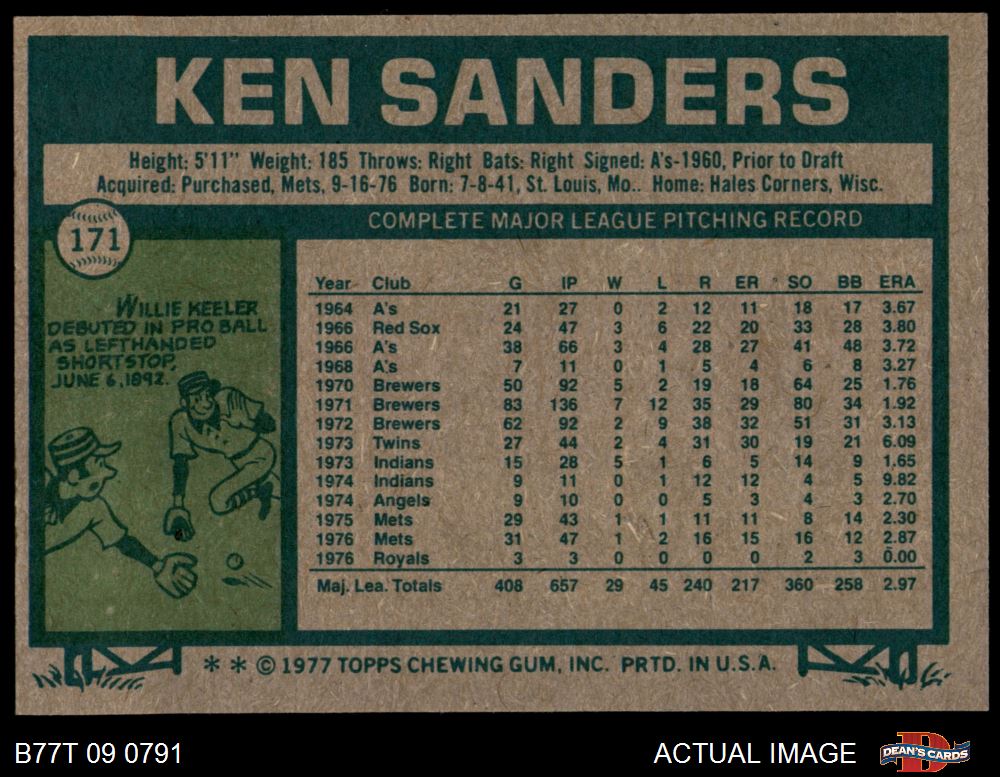 KEN SANDERS
Height: 5'11" Weight: 185 Throws: Right Bats: Right Signed: A's-1960, Prior to Draft
Acquired: Purchased, Mets, 9-16-76 Born: 7-8-41, St. Louis, Mo.. Home: Hales Corners, Wisc.
171
COMPLETE MAJOR LEAGUE PITCHING RECORD
WILLIE KEELER
DEBUTED IN PRO BALL
AS LEFTHANDED
SHORTSTOP,
JUNE 6, 1892.
Year Club G IP W L R ER SO BB ERA
1964 A's 21 27 0 2 12 11 18 17 3.67
1966 Red Sox 24 47 3 6 22 20 33 28 3.80
1966 A's 38 66 3 4 28 27 41 48 3.72
1968 A's 7 11 0 1 5 4 6 8 3.27
1970 Brewers 50 92 5 2 19 18 64 25 1.76
1971 Brewers 83 136 7 12 35 29 80 34 1.92
1972 Brewers 62 92 2 9 38 32 51 31 3.13
1973 Twins 27 44 2 4 31 30 19 21 6.09
1973 Indians 15 28 5 1 6 5 14 9 1.65
1974 Indians 9 11 0 1 12 12 4 5 9.82
1974 Angels 9 10 0 0 5 3 4 3 2.70
1975 Mets 29 43 1 1 11 11 8 14 2.30
1976 Mets 31 47 1 2 16 15 16 12 2.87
1976 Royals 3 3 0 0 0 0 2 3 0.00
Maj. Lea. Totals 408 657 29 45 240 217 360 258 2.97
* * © 1977 TOPPS CHEWING GUM, INC. PRTD. IN U.S.A.
B77T 09 0791
ACTUAL IMAGE
DEAN'S CARDS